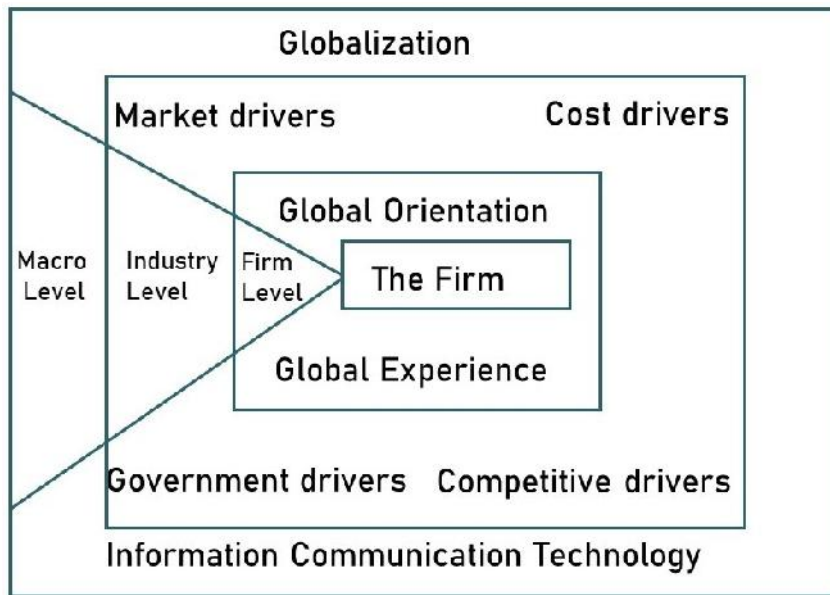 Globalization
Market drivers
Cost drivers
Global Orientation
Macro
Level
Industry
Level
Firm
Level
The Firm
Global Experience
Government drivers
Competitive drivers
Information Communication Technology